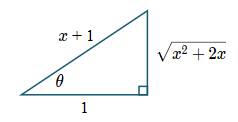 x + 1
√(x² + 2x)
θ
1